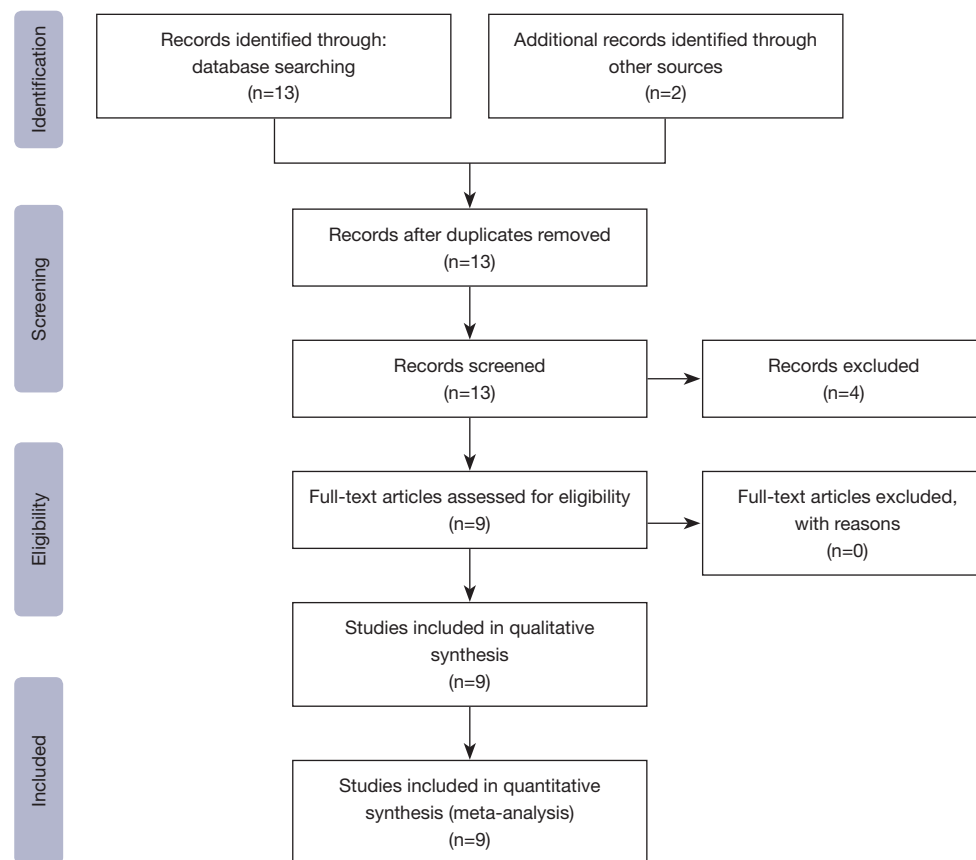 Identification
Records identified through:
database searching
(n=13)
Additional records identified through
other sources
(n=2)
Screening
Records after duplicates removed
(n=13)
Records screened
(n=13)
Records excluded
(n=4)
Eligibility
Full-text articles assessed for eligibility
(n=9)
Full-text articles excluded,
with reasons
(n=0)
Studies included in qualitative
synthesis
(n=9)
Included
Studies included in quantitative
synthesis (meta-analysis)
(n=9)